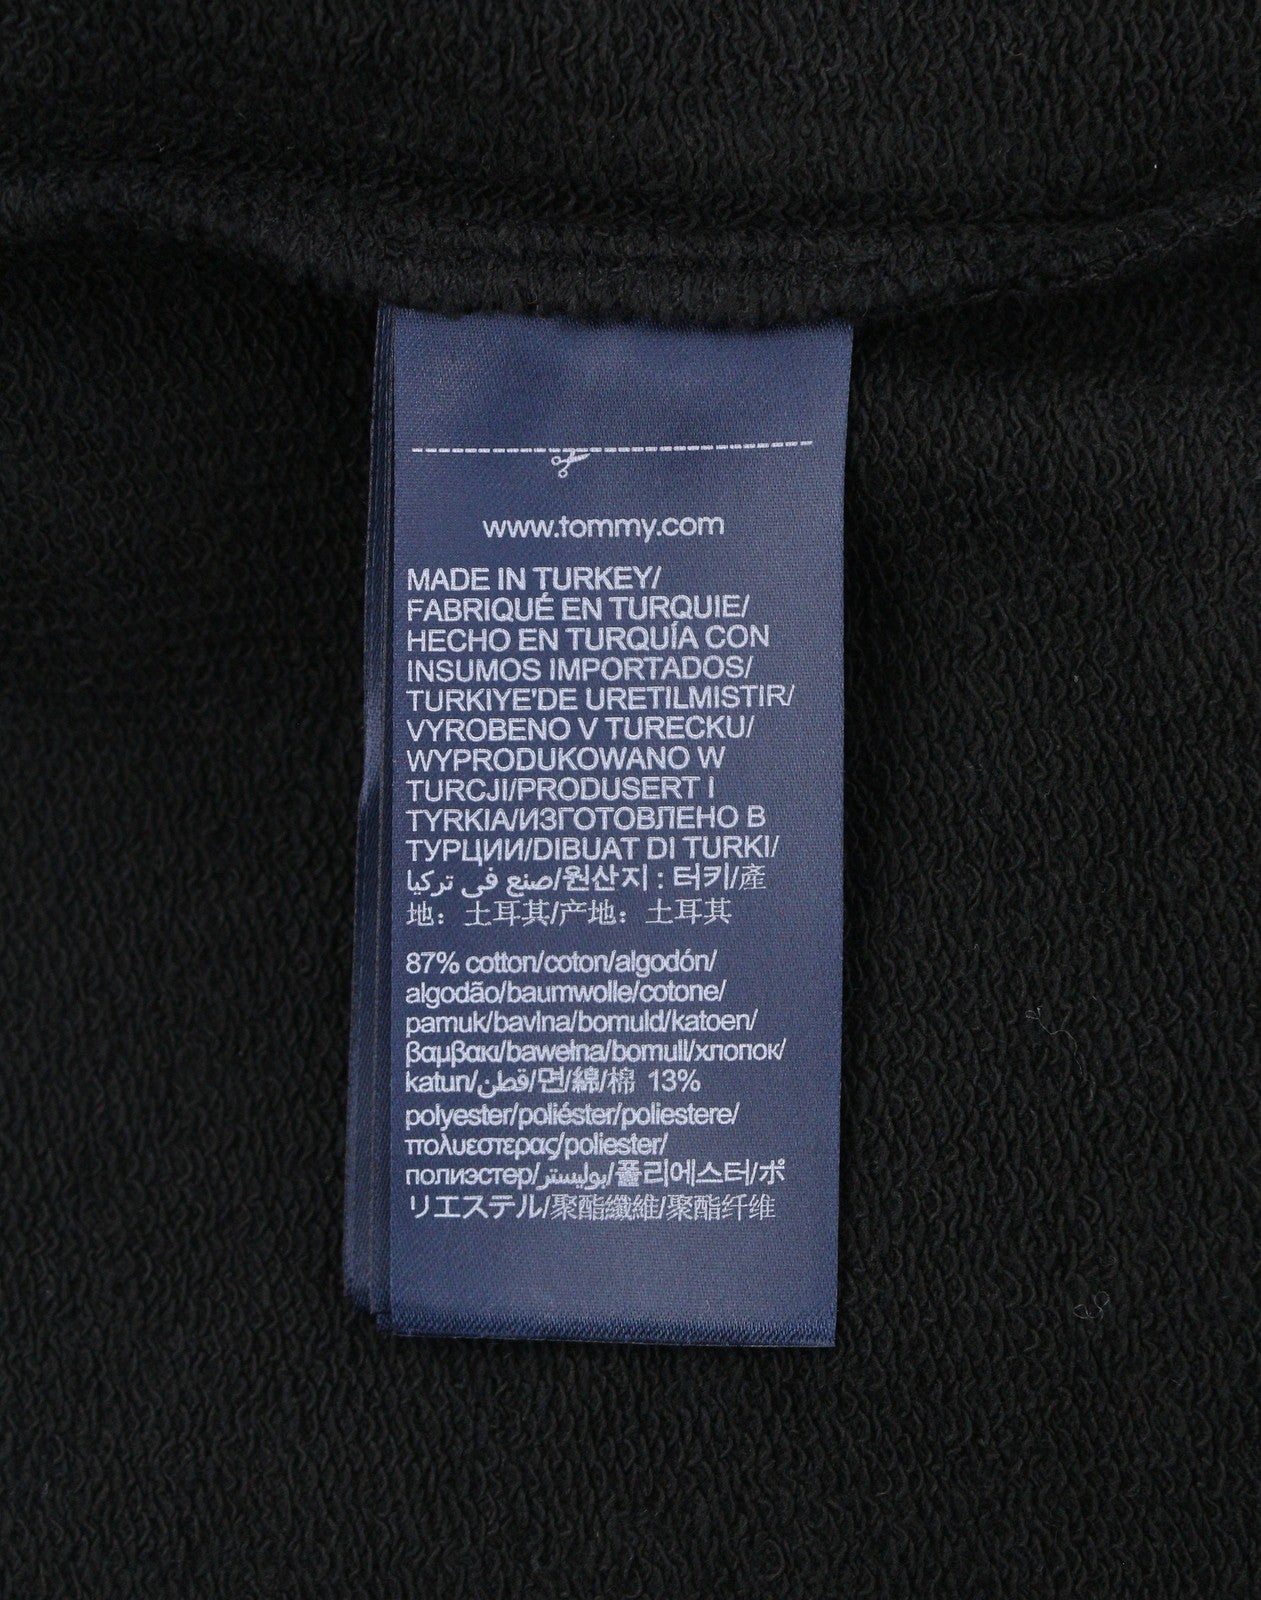 www.tommy.com
MADE IN TURKEY/
FABRIQUÉ EN TURQUIE/
HECHO EN TURQUÍA CON
INSUMOS IMPORTADOS/
TURKIYE'DE URETILMISTIR/
VYROBENO V TURECKU/
WYPRODUKOWANO W
TURCJI/PRODUSERT I
TYRKIA/ИЗГОТОВЛЕНО В
ТУРЦИИ/DIBUAT DI TURKI/
صنع في تركيا/원산지 : 터키/產
地：土耳其/产地：土耳其
87% cotton/coton/algodón/
algodão/baumwolle/cotone/
pamuk/bavlna/bomuld/katoen/
βαμβακι/bawełna/bomull/хлопок/
katun/قطن/면/綿/棉 13%
polyester/poliéster/poliestere/
πολυεστερας/poliester/
полиэстер/بوليستر/폴리에스터/ポ
リエステル/聚酯纖維/聚酯纤维